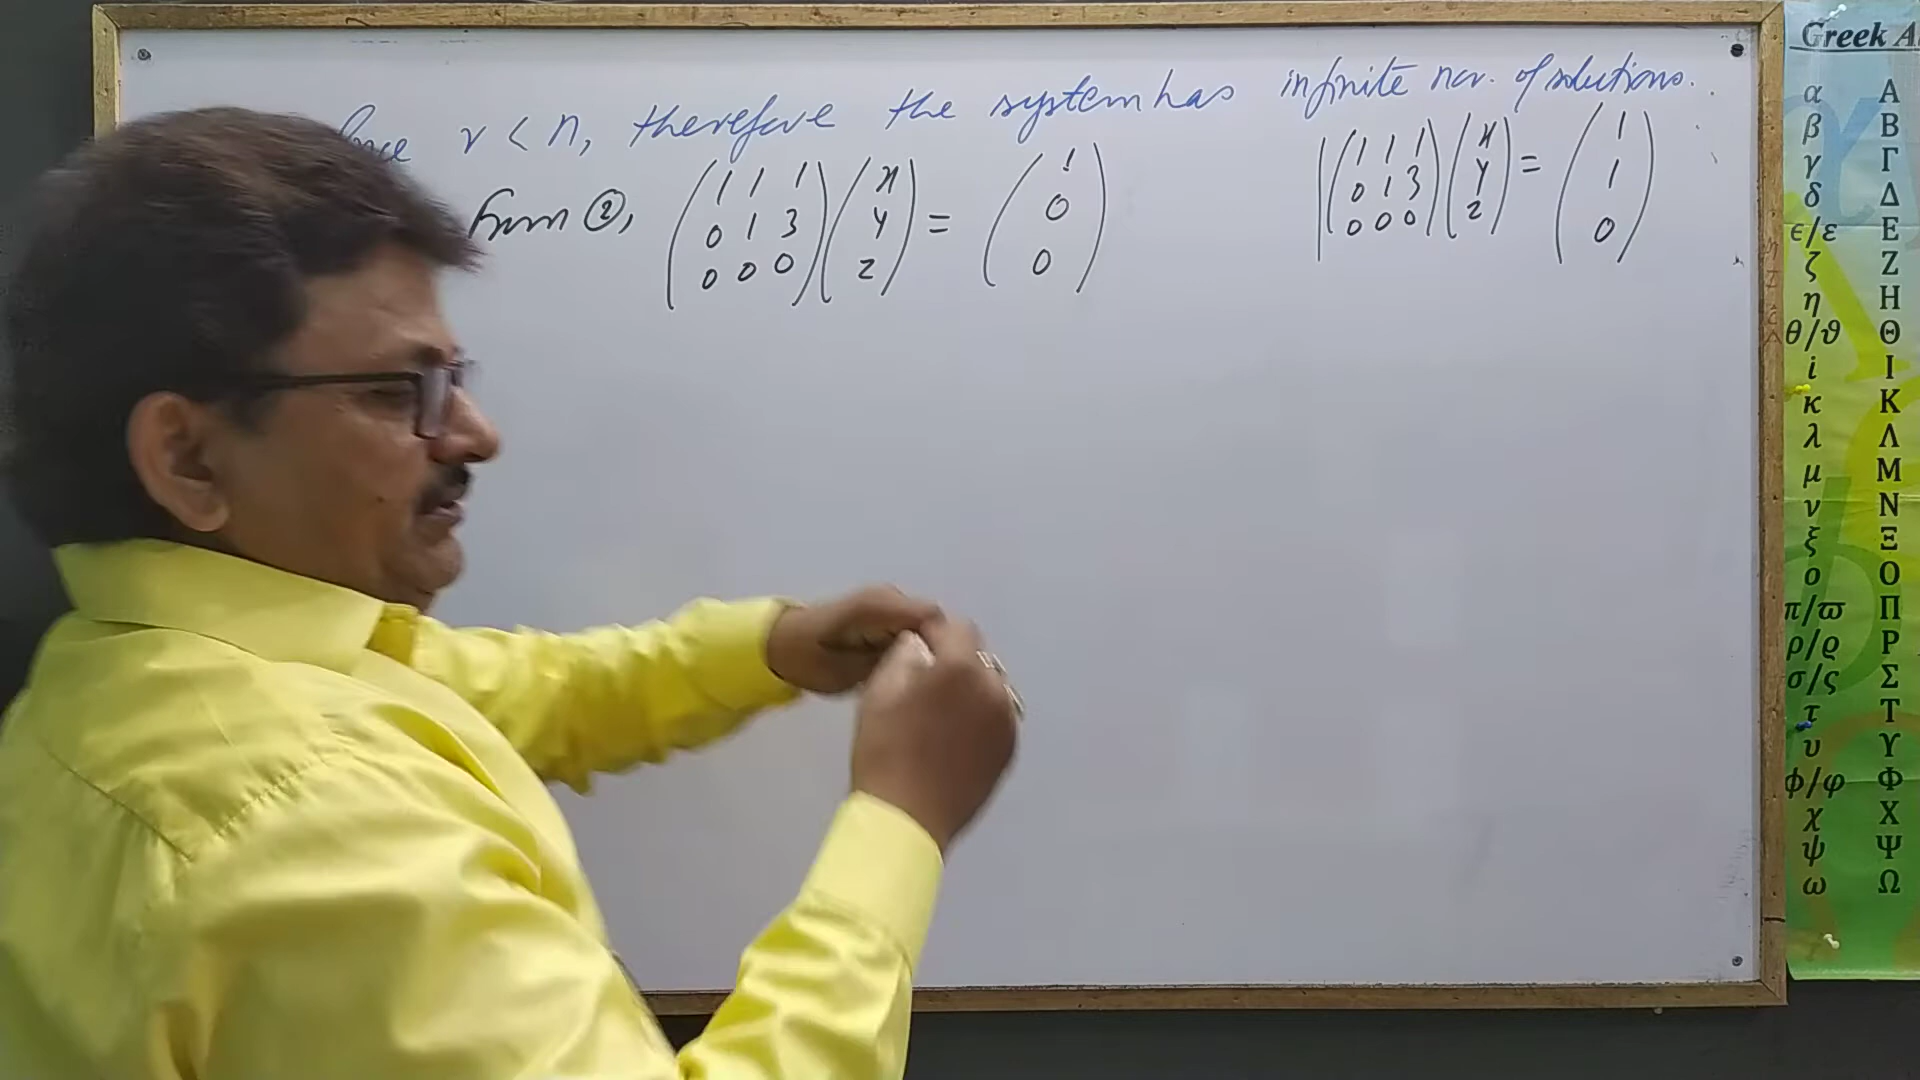 r < n, therefore the system has infinite nor. of solutions.
From ②, (1 1 1 / 0 1 3 / 0 0 0) (x / y / z) = (1 / 0 / 0)
(1 1 1 / 0 1 3 / 0 0 0) (x / y / z) = (1 / 1 / 0)
Greek A
α Α
β Β
γ Γ
δ Δ
ϵ/ε Ε
ζ Ζ
η Η
θ/ϑ Θ
i Ι
κ Κ
λ Λ
μ Μ
ν Ν
ξ Ξ
ο Ο
π/ϖ Π
ρ/ϱ Ρ
σ/ς Σ
τ Τ
υ Υ
ϕ/φ Φ
χ Χ
ψ Ψ
ω Ω